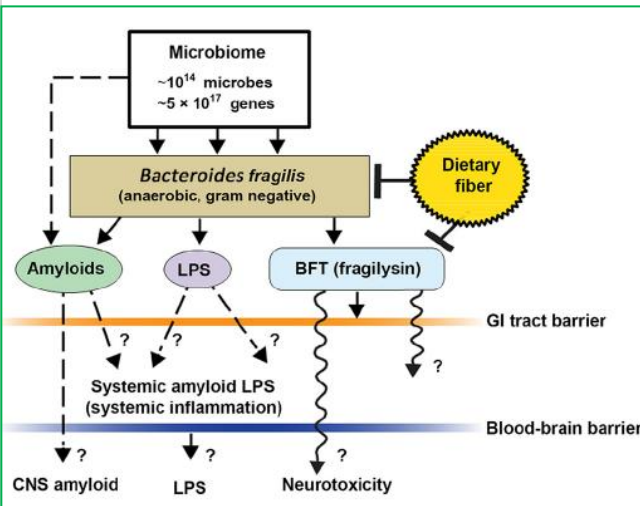 Microbiome
~10¹⁴ microbes
~5 × 10¹⁷ genes
Bacteroides fragilis
(anaerobic, gram negative)
Dietary
fiber
Amyloids
LPS
BFT (fragilysin)
GI tract barrier
?
?
?
?
Systemic amyloid LPS
(systemic inflammation)
Blood-brain barrier
?
?
?
CNS amyloid
LPS
Neurotoxicity